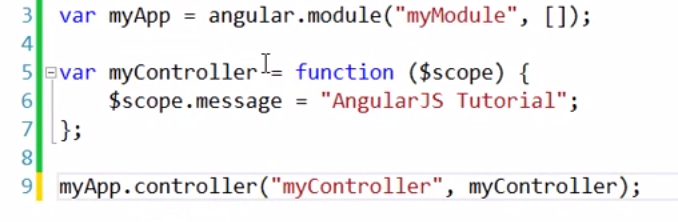 3 var myApp = angular.module("myModule", []);
4
5 var myController = function ($scope) {
6 $scope.message = "AngularJS Tutorial";
7 };
8
9 myApp.controller("myController", myController);